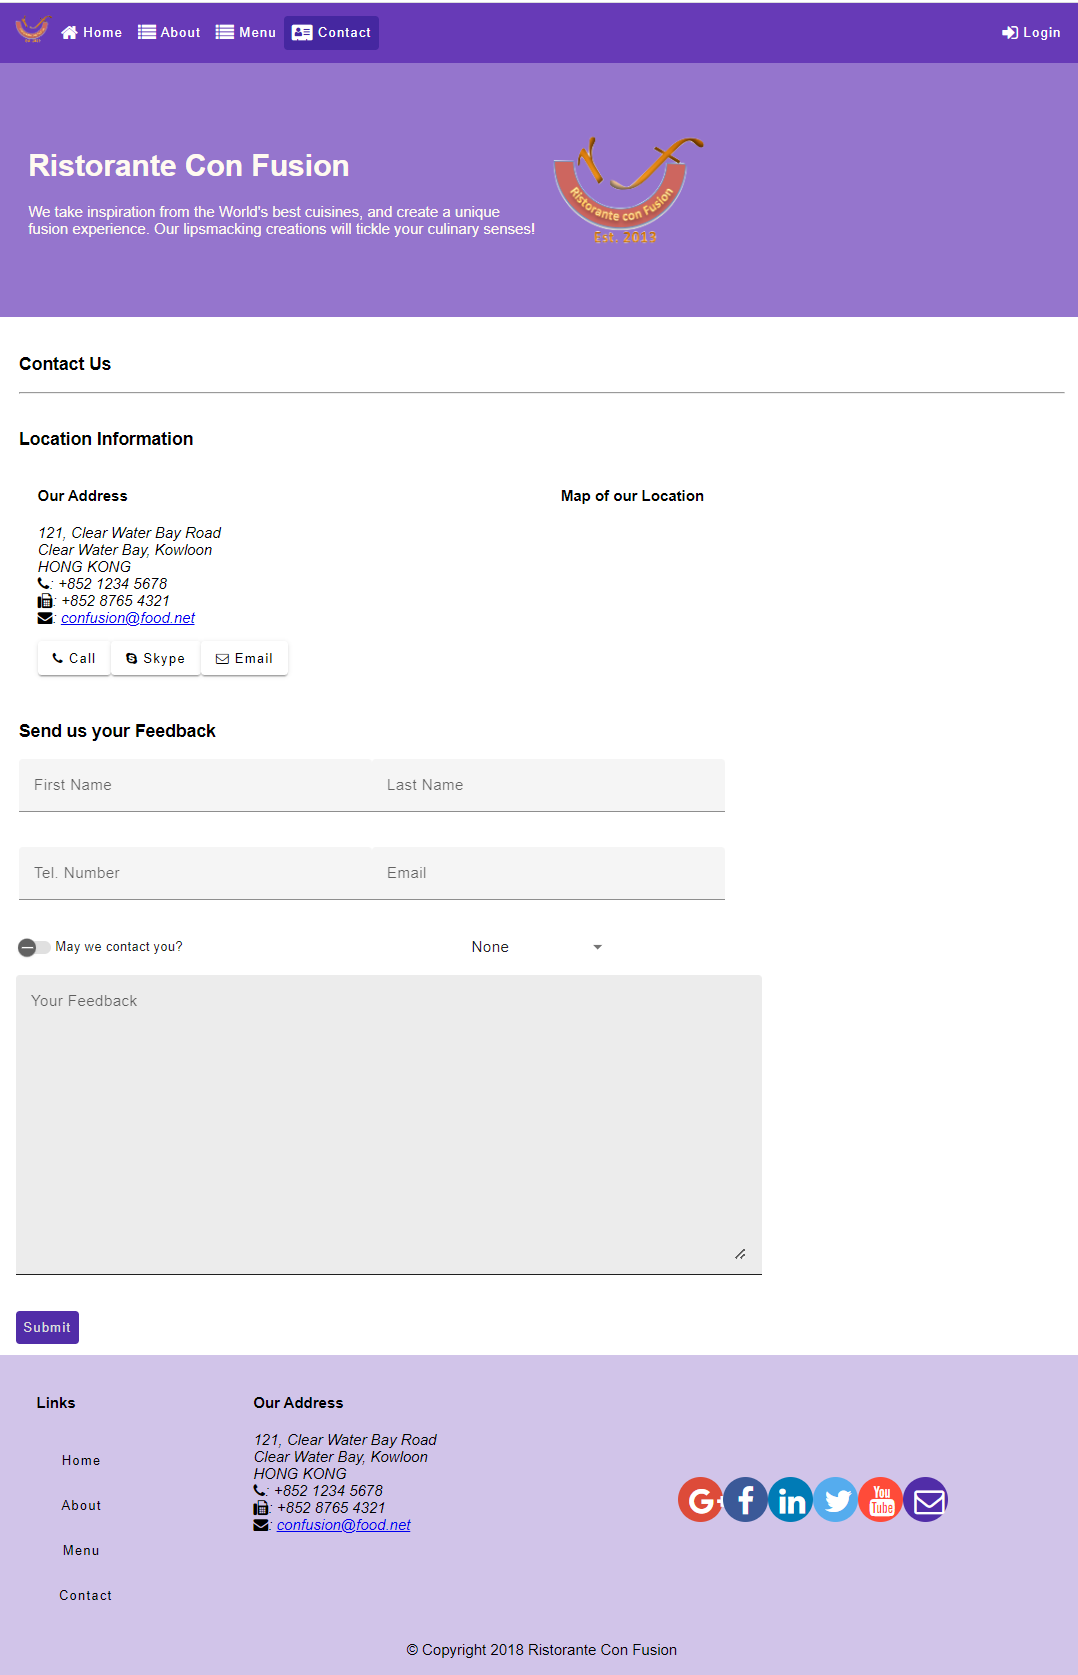 Home
About
Menu
Contact
Login
Ristorante Con Fusion
We take inspiration from the World's best cuisines, and create a unique
fusion experience. Our lipsmacking creations will tickle your culinary senses!
Ristorante con Fusion
Est. 2013
Contact Us
Location Information
Our Address
Map of our Location
121, Clear Water Bay Road
Clear Water Bay, Kowloon
HONG KONG
: +852 1234 5678
: +852 8765 4321
: confusion@food.net
Call
Skype
Email
Send us your Feedback
First Name
Last Name
Tel. Number
Email
May we contact you?
None
Your Feedback
Submit
Links
Home
About
Menu
Contact
Our Address
121, Clear Water Bay Road
Clear Water Bay, Kowloon
HONG KONG
: +852 1234 5678
: +852 8765 4321
: confusion@food.net
You
Tube
© Copyright 2018 Ristorante Con Fusion